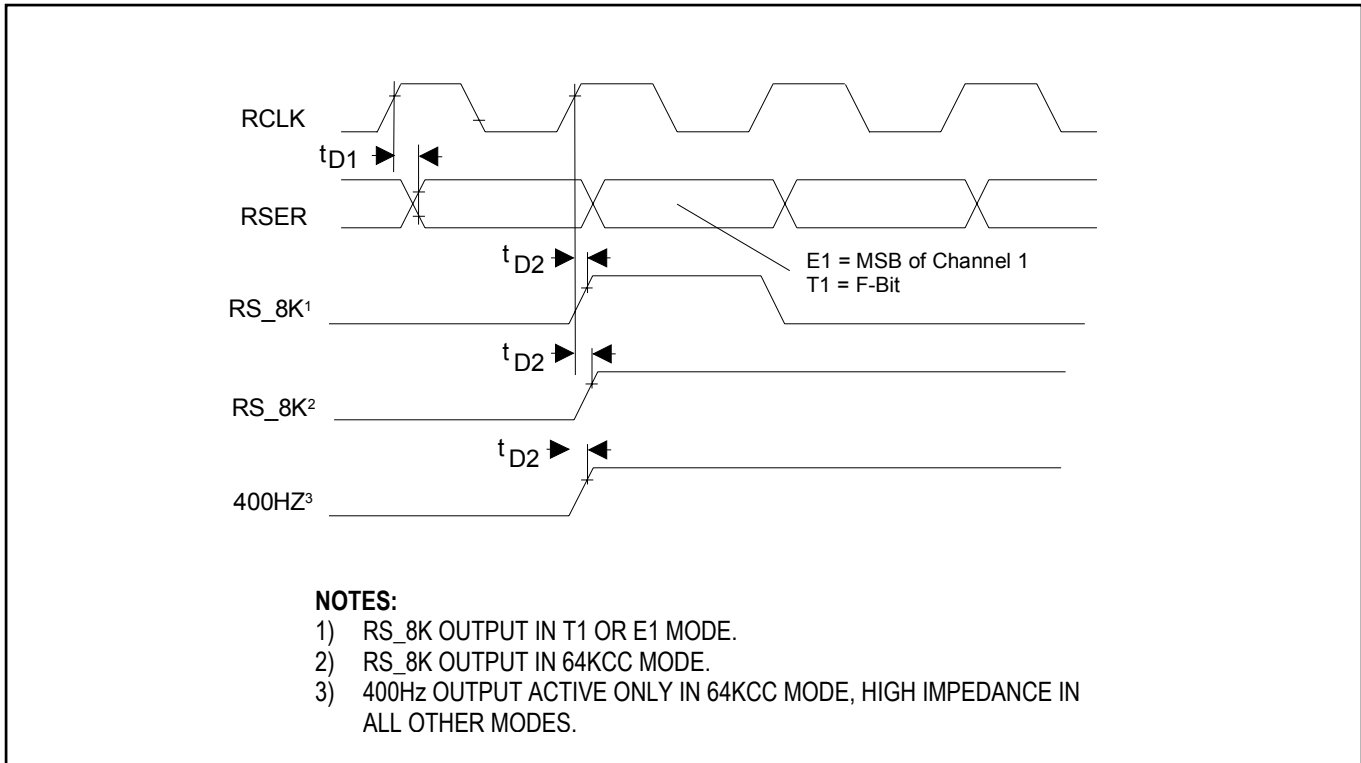 RCLK
tD1
RSER
tD2
E1 = MSB of Channel 1
T1 = F-Bit
RS_8K¹
tD2
RS_8K²
tD2
400HZ³
NOTES:
1) RS_8K OUTPUT IN T1 OR E1 MODE.
2) RS_8K OUTPUT IN 64KCC MODE.
3) 400Hz OUTPUT ACTIVE ONLY IN 64KCC MODE, HIGH IMPEDANCE IN
ALL OTHER MODES.